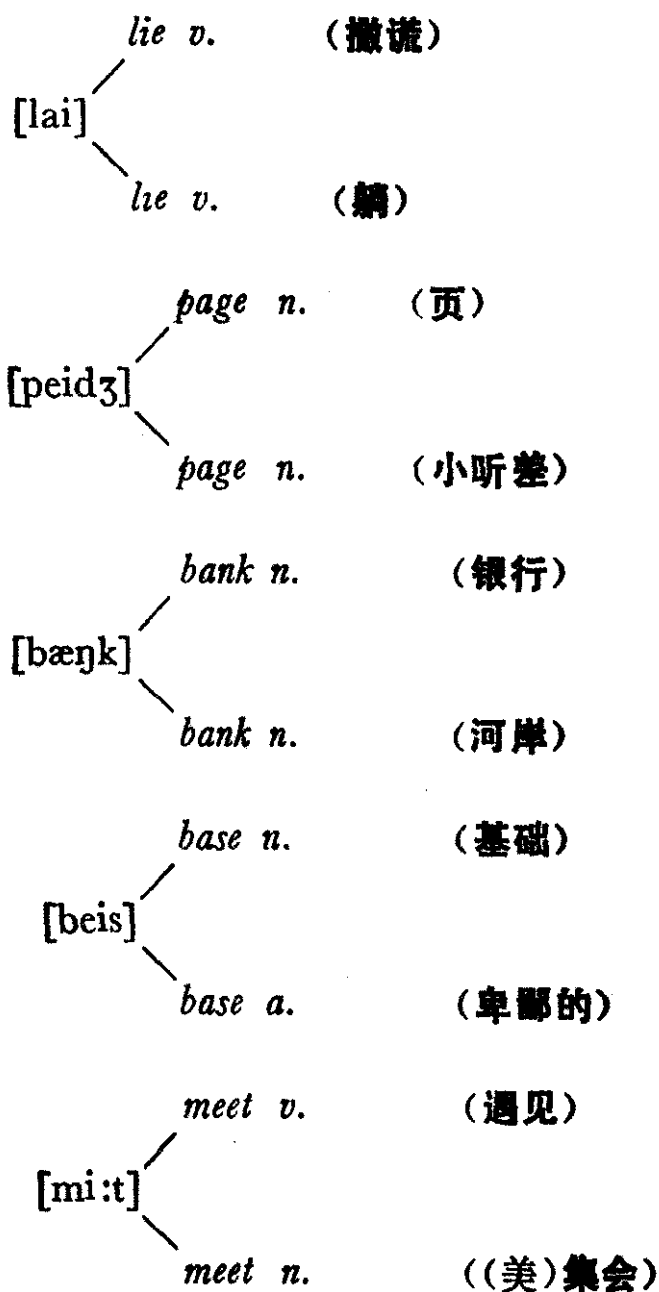 lie v. (撒谎)
[lai]
lie v. (躺)
page n. (页)
[peidʒ]
page n. (小听差)
bank n. (银行)
[bæŋk]
bank n. (河岸)
base n. (基础)
[beis]
base a. (卑鄙的)
meet v. (遇见)
[mi:t]
meet n. ((美)集会)